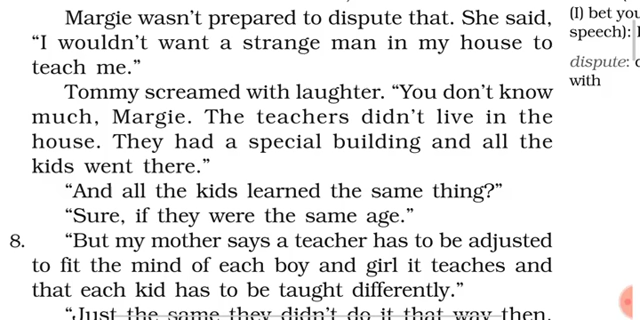 Margie wasn't prepared to dispute that. She said,
"I wouldn't want a strange man in my house to
teach me."
Tommy screamed with laughter. "You don't know
much, Margie. The teachers didn't live in the
house. They had a special building and all the
kids went there."
"And all the kids learned the same thing?"
"Sure, if they were the same age."
8. "But my mother says a teacher has to be adjusted
to fit the mind of each boy and girl it teaches and
that each kid has to be taught differently."
"Just the same they didn't do it that way then.
(I) bet you
speech):
dispute:
with